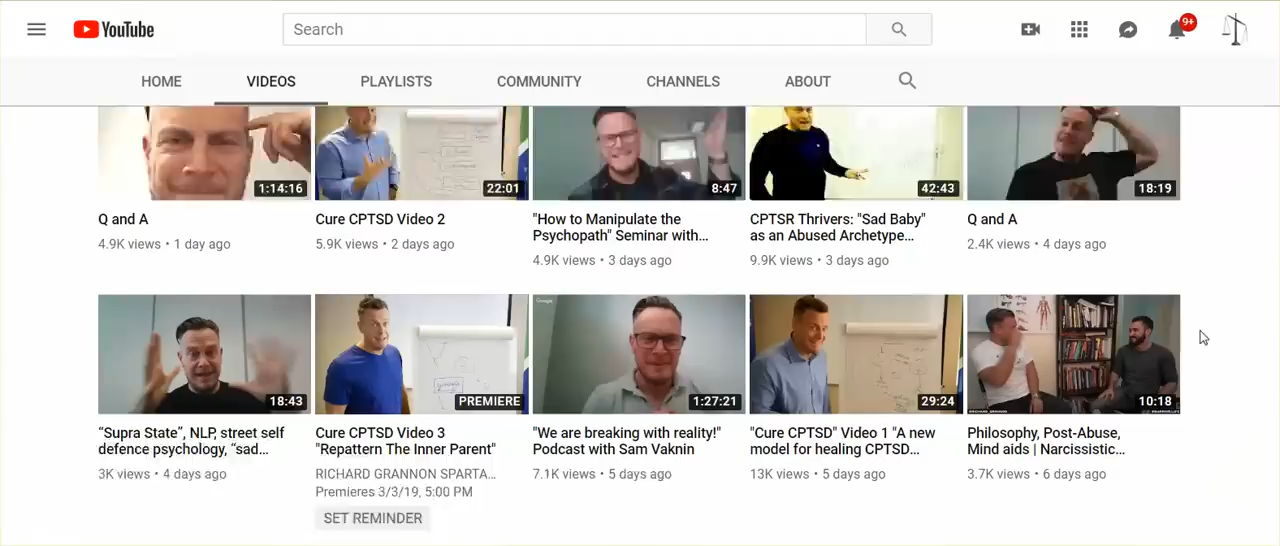 YouTube
Search
9+
HOME
VIDEOS
PLAYLISTS
COMMUNITY
CHANNELS
ABOUT
1:14:16
22:01
8:47
42:43
18:19
Q and A
4.9K views • 1 day ago
Cure CPTSD Video 2
5.9K views • 2 days ago
"How to Manipulate the
Psychopath" Seminar with...
4.9K views • 3 days ago
CPTSR Thrivers: "Sad Baby"
as an Abused Archetype...
9.9K views • 3 days ago
Q and A
2.4K views • 4 days ago
18:43
PREMIERE
Google
1:27:21
29:24
10:18
“Supra State”, NLP, street self
defence psychology, “sad...
3K views • 4 days ago
Cure CPTSD Video 3
"Repattern The Inner Parent"
RICHARD GRANNON SPARTA...
Premieres 3/3/19, 5:00 PM
SET REMINDER
"We are breaking with reality!"
Podcast with Sam Vaknin
7.1K views • 5 days ago
"Cure CPTSD" Video 1 "A new
model for healing CPTSD...
13K views • 5 days ago
Philosophy, Post-Abuse,
Mind aids | Narcissistic...
3.7K views • 6 days ago